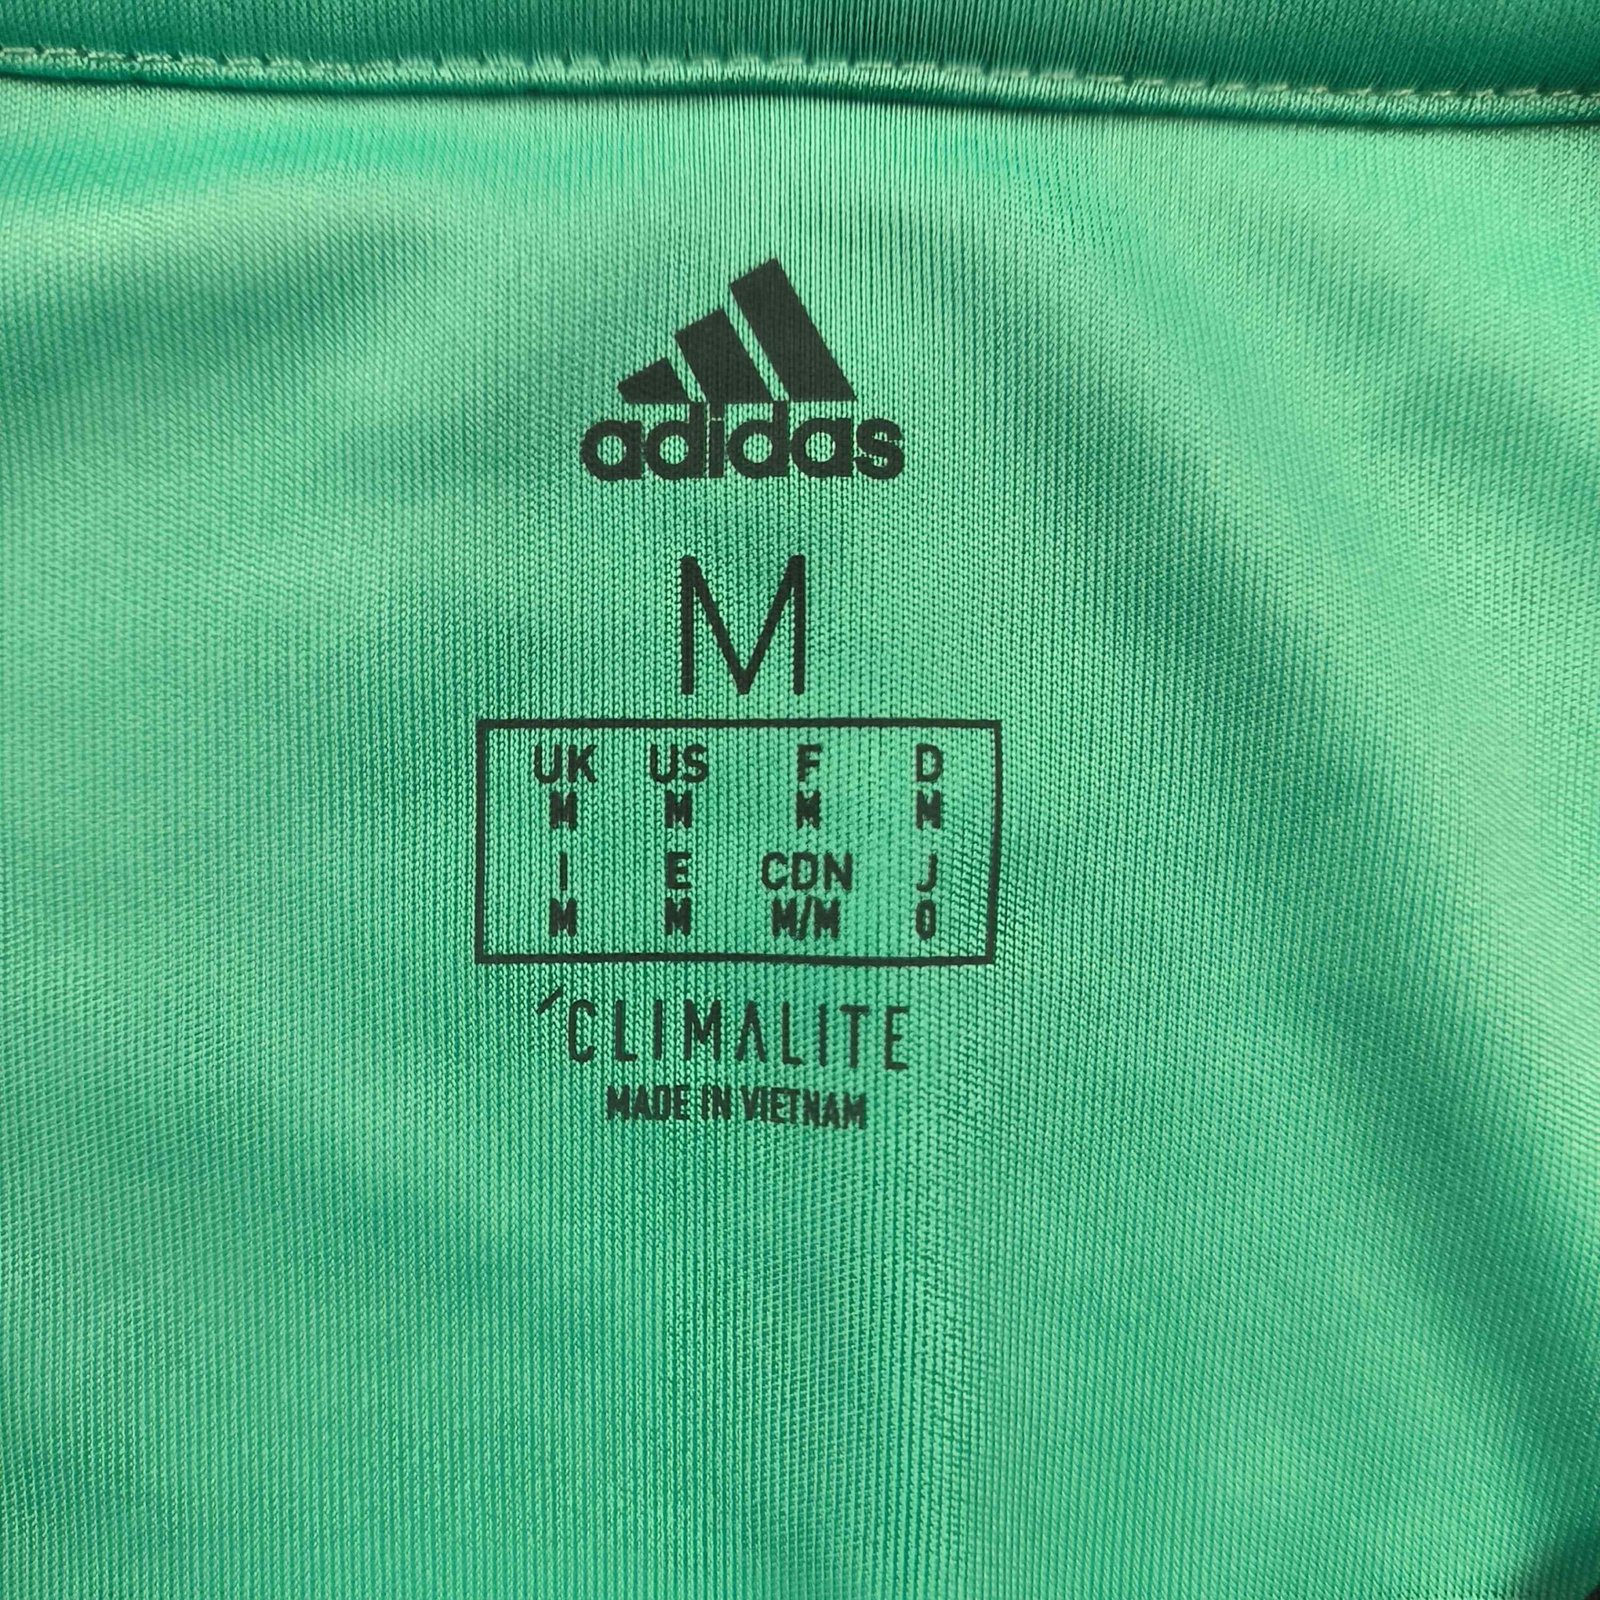 adidas
M
UK US F D
M M M M
I E CDN J
M M M/M O
CLIMALITE
MADE IN VIETNAM